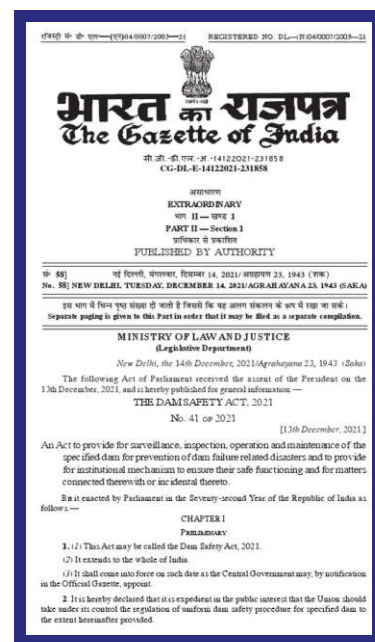 रजिस्ट्री सं॰ डी॰ एल॰—(एन)04/0007/2003—21 REGISTERED NO. DL—(N)04/0007/2003—21
भारत का राजपत्र
The Gazette of India
सी.जी.-डी.एल.-अ.-14122021-231858
CG-DL-E-14122021-231858
असाधारण
EXTRAORDINARY
भाग II — खण्ड 1
PART II — Section 1
प्राधिकार से प्रकाशित
PUBLISHED BY AUTHORITY
सं॰ 58] नई दिल्ली, मंगलवार, दिसम्बर 14, 2021/ अग्रहायण 23, 1943 (शक)
No. 58] NEW DELHI, TUESDAY, DECEMBER 14, 2021/AGRAHAYANA 23, 1943 (SAKA)
इस भाग में भिन्न पृष्ठ संख्या दी जाती है जिससे कि यह अलग संकलन के रूप में रखा जा सके।
Separate paging is given to this Part in order that it may be filed as a separate compilation.
MINISTRY OF LAW AND JUSTICE
(Legislative Department)
New Delhi, the 14th December, 2021/Agrahayana 23, 1943 (Saka)
The following Act of Parliament received the assent of the President on the
13th December, 2021, and is hereby published for general information:—
THE DAM SAFETY ACT, 2021
No. 41 OF 2021
[13th December, 2021.]
An Act to provide for surveillance, inspection, operation and maintenance of the
specified dam for prevention of dam failure related disasters and to provide
for institutional mechanism to ensure their safe functioning and for matters
connected therewith or incidental thereto.
BE it enacted by Parliament in the Seventy-second Year of the Republic of India as
follows:—
CHAPTER I
PRELIMINARY
1. (1) This Act may be called the Dam Safety Act, 2021.
(2) It extends to the whole of India.
(3) It shall come into force on such date as the Central Government may, by notification
in the Official Gazette, appoint.
2. It is hereby declared that it is expedient in the public interest that the Union should
take under its control the regulation of uniform dam safety procedure for specified dam to
the extent hereinafter provided.